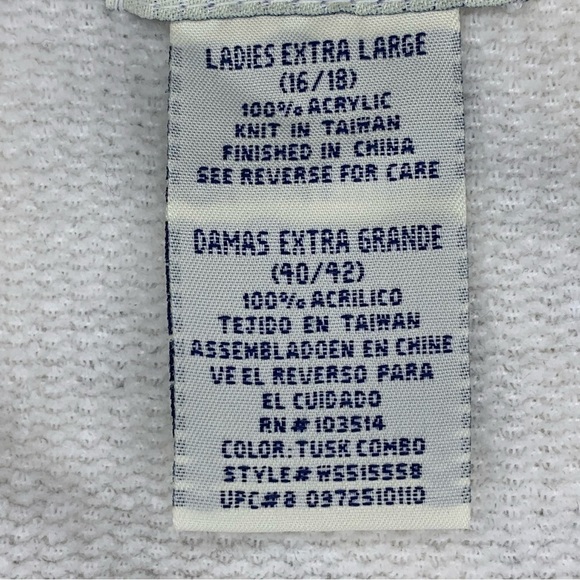 LADIES EXTRA LARGE
(16/18)
100% ACRYLIC
KNIT IN TAIWAN
FINISHED IN CHINA
SEE REVERSE FOR CARE
DAMAS EXTRA GRANDE
(40/42)
100% ACRILICO
TEJIDO EN TAIWAN
ASSEMBLADOEN EN CHINE
VE EL REVERSO PARA
EL CUIDADO
RN# 103514
COLOR: TUSK COMBO
STYLE# WS515558
UPC#8 0372510110